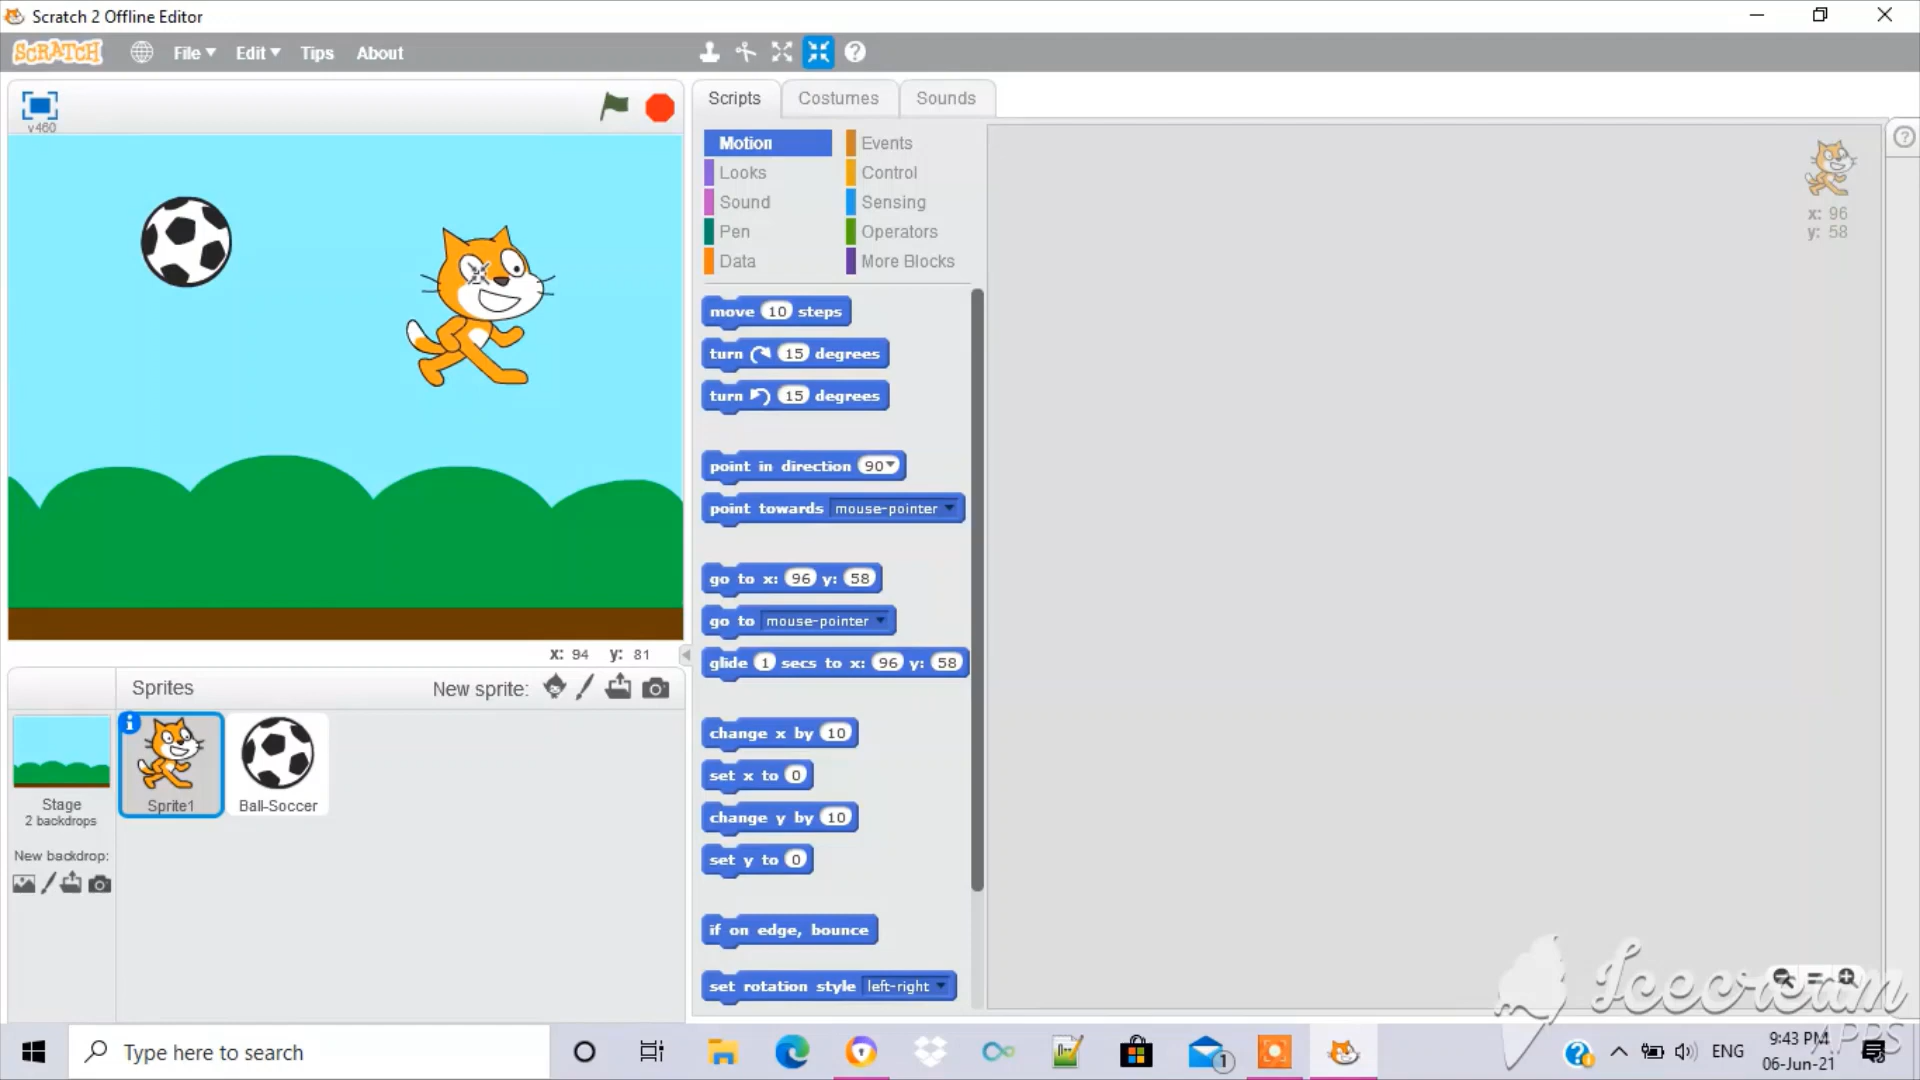 Scratch 2 Offline Editor
SCRATCH File Edit Tips About
v460
Scripts Costumes Sounds
Motion Events
Looks Control
Sound Sensing
Pen Operators
Data More Blocks
x: 96
y: 58
move 10 steps
turn 15 degrees
turn 15 degrees
point in direction 90
point towards mouse-pointer
go to x: 96 y: 58
go to mouse-pointer
glide 1 secs to x: 96 y: 58
change x by 10
set x to 0
change y by 10
set y to 0
if on edge, bounce
set rotation style left-right
x: 94 y: 81
Sprites New sprite:
Stage
2 backdrops
New backdrop:
Sprite1
Ball-Soccer
Icecream
APPS
Type here to search
1
ENG
9:43 PM
06-Jun-21